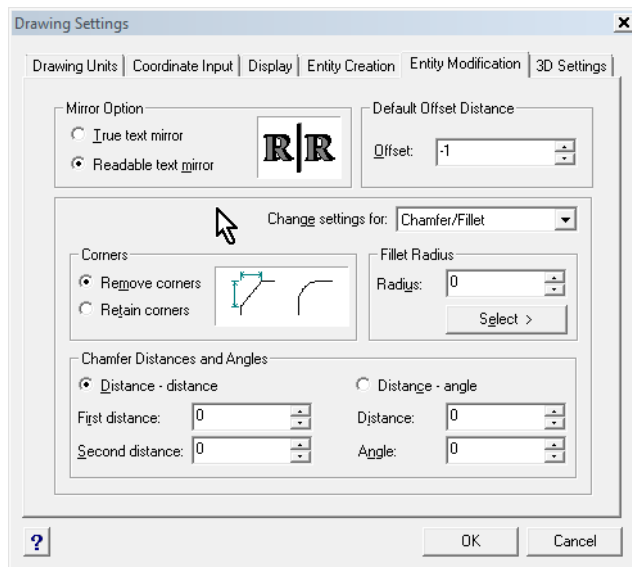 Drawing Settings
Drawing Units Coordinate Input Display Entity Creation Entity Modification 3D Settings
Mirror Option
True text mirror
Readable text mirror
R R
Default Offset Distance
Offset: -1
Change settings for: Chamfer/Fillet
Corners
Remove corners
Retain corners
Fillet Radius
Radius: 0
Select >
Chamfer Distances and Angles
Distance - distance
First distance: 0
Second distance: 0
Distance - angle
Distance: 0
Angle: 0
?
OK Cancel